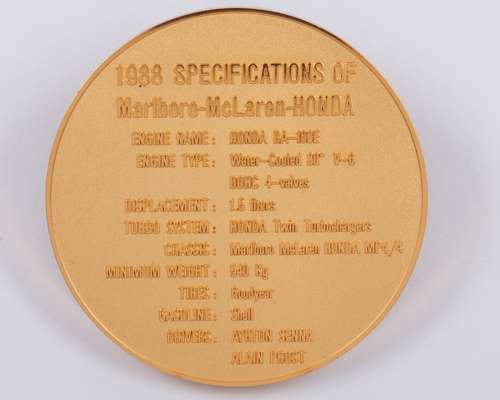 1988 SPECIFICATIONS OF
Marlboro-McLaren-HONDA
ENGINE NAME: HONDA RA-168E
ENGINE TYPE: Water-Cooled 80° V-6
DOHC 4-valves
DISPLACEMENT: 1.5 liters
TURBO SYSTEM: HONDA Twin Turbochargers
CHASSIS: Marlboro McLaren HONDA MP4/4
MINIMUM WEIGHT: 540 Kg
TIRES: Goodyear
GASOLINE: Shell
DRIVERS: AYRTON SENNA
ALAIN PROST